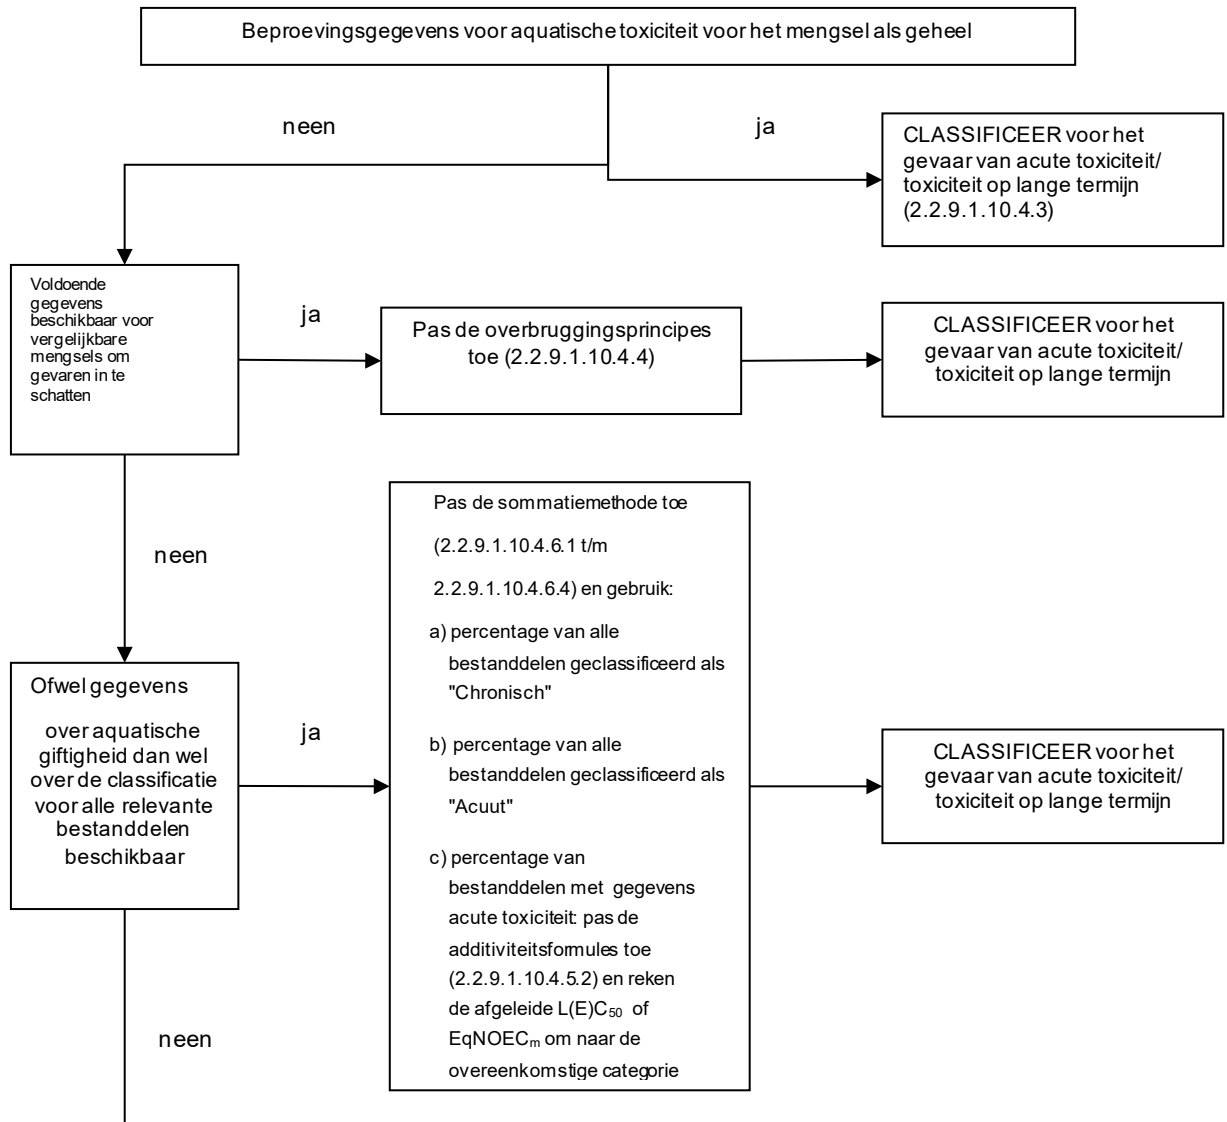 Beproevingsgegevens voor aquatische toxiciteit voor het mengsel als geheel
neen
ja
CLASSIFICEER voor het
gevaar van acute toxiciteit/
toxiciteit op lange termijn
(2.2.9.1.10.4.3)
Voldoende
gegevens
beschikbaar voor
vergelijkbare
mengsels om
gevaren in te
schatten
ja
Pas de overbruggingsprincipes
toe (2.2.9.1.10.4.4)
CLASSIFICEER voor het
gevaar van acute toxiciteit/
toxiciteit op lange termijn
neen
Pas de sommatiemethode toe
(2.2.9.1.10.4.6.1 t/m
2.2.9.1.10.4.6.4) en gebruik:
a) percentage van alle
bestanddelen geclassificeerd als
"Chronisch"
b) percentage van alle
bestanddelen geclassificeerd als
"Acuut"
c) percentage van
bestanddelen met gegevens
acute toxiciteit: pas de
additiviteitsformules toe
(2.2.9.1.10.4.5.2) en reken
de afgeleide L(E)C₅₀ of
EqNOECₘ om naar de
overeenkomstige categorie
Ofwel gegevens
over aquatische
giftigheid dan wel
over de classificatie
voor alle relevante
bestanddelen
beschikbaar
ja
CLASSIFICEER voor het
gevaar van acute toxiciteit/
toxiciteit op lange termijn
neen